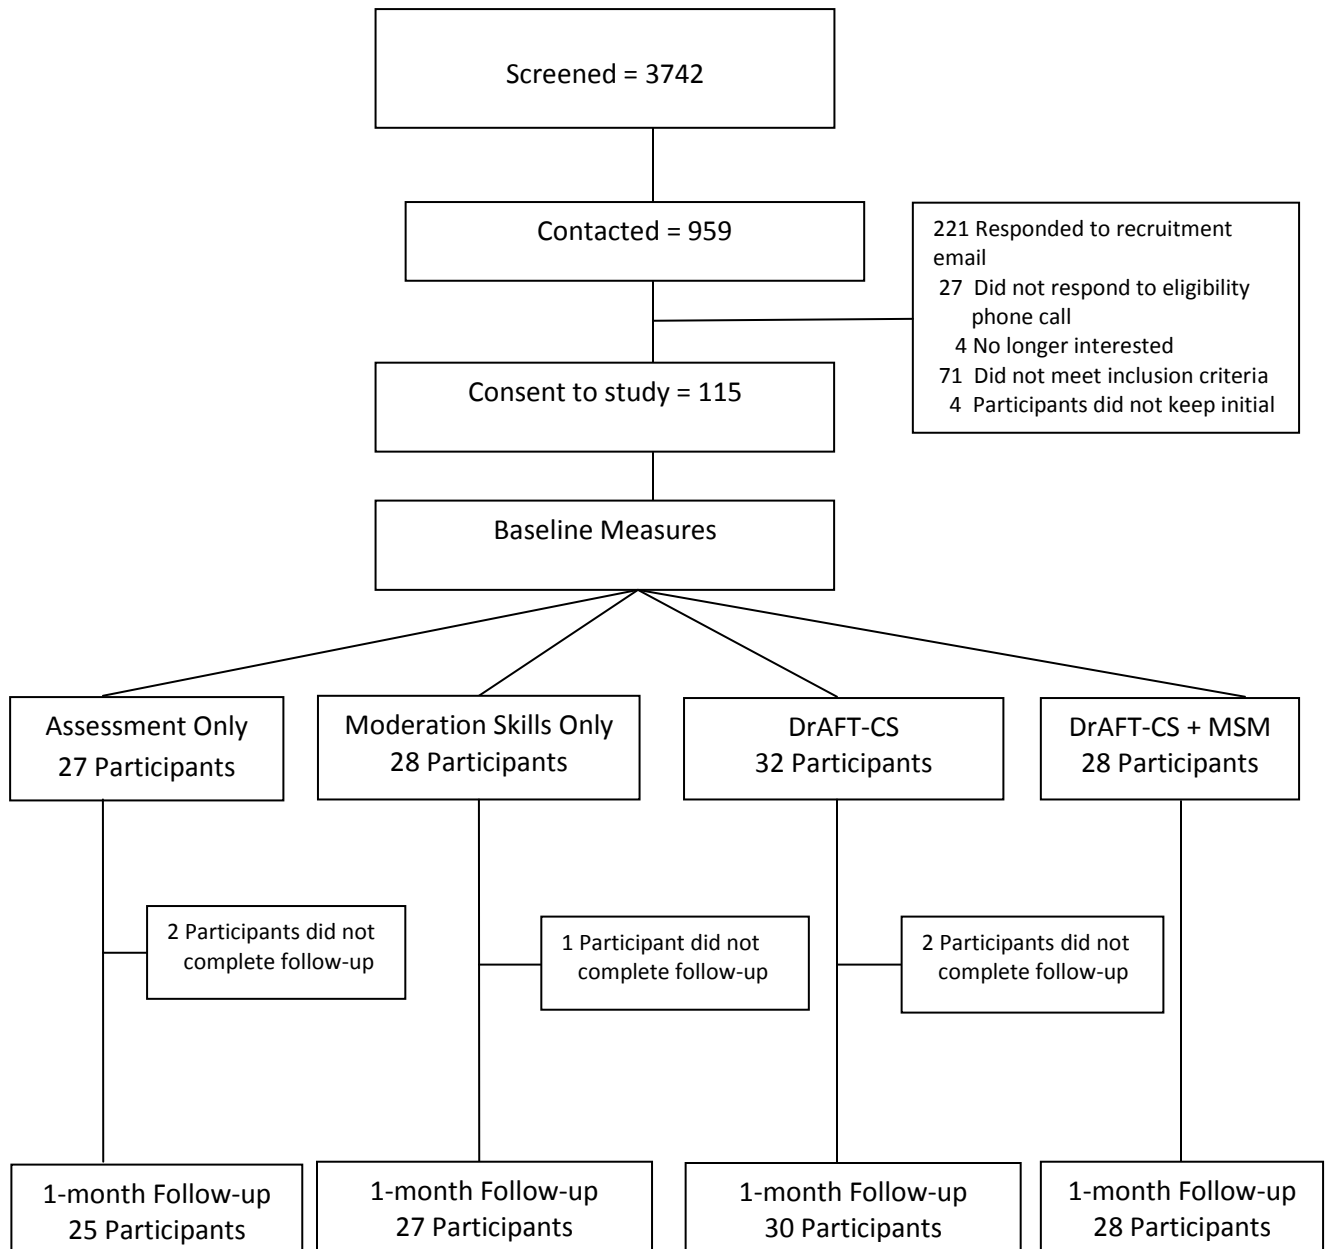 Screened = 3742
Contacted = 959
221 Responded to recruitment
email
27 Did not respond to eligibility
phone call
4 No longer interested
71 Did not meet inclusion criteria
4 Participants did not keep initial
Consent to study = 115
Baseline Measures
Assessment Only
27 Participants
Moderation Skills Only
28 Participants
DrAFT-CS
32 Participants
DrAFT-CS + MSM
28 Participants
2 Participants did not
complete follow-up
1 Participant did not
complete follow-up
2 Participants did not
complete follow-up
1-month Follow-up
25 Participants
1-month Follow-up
27 Participants
1-month Follow-up
30 Participants
1-month Follow-up
28 Participants